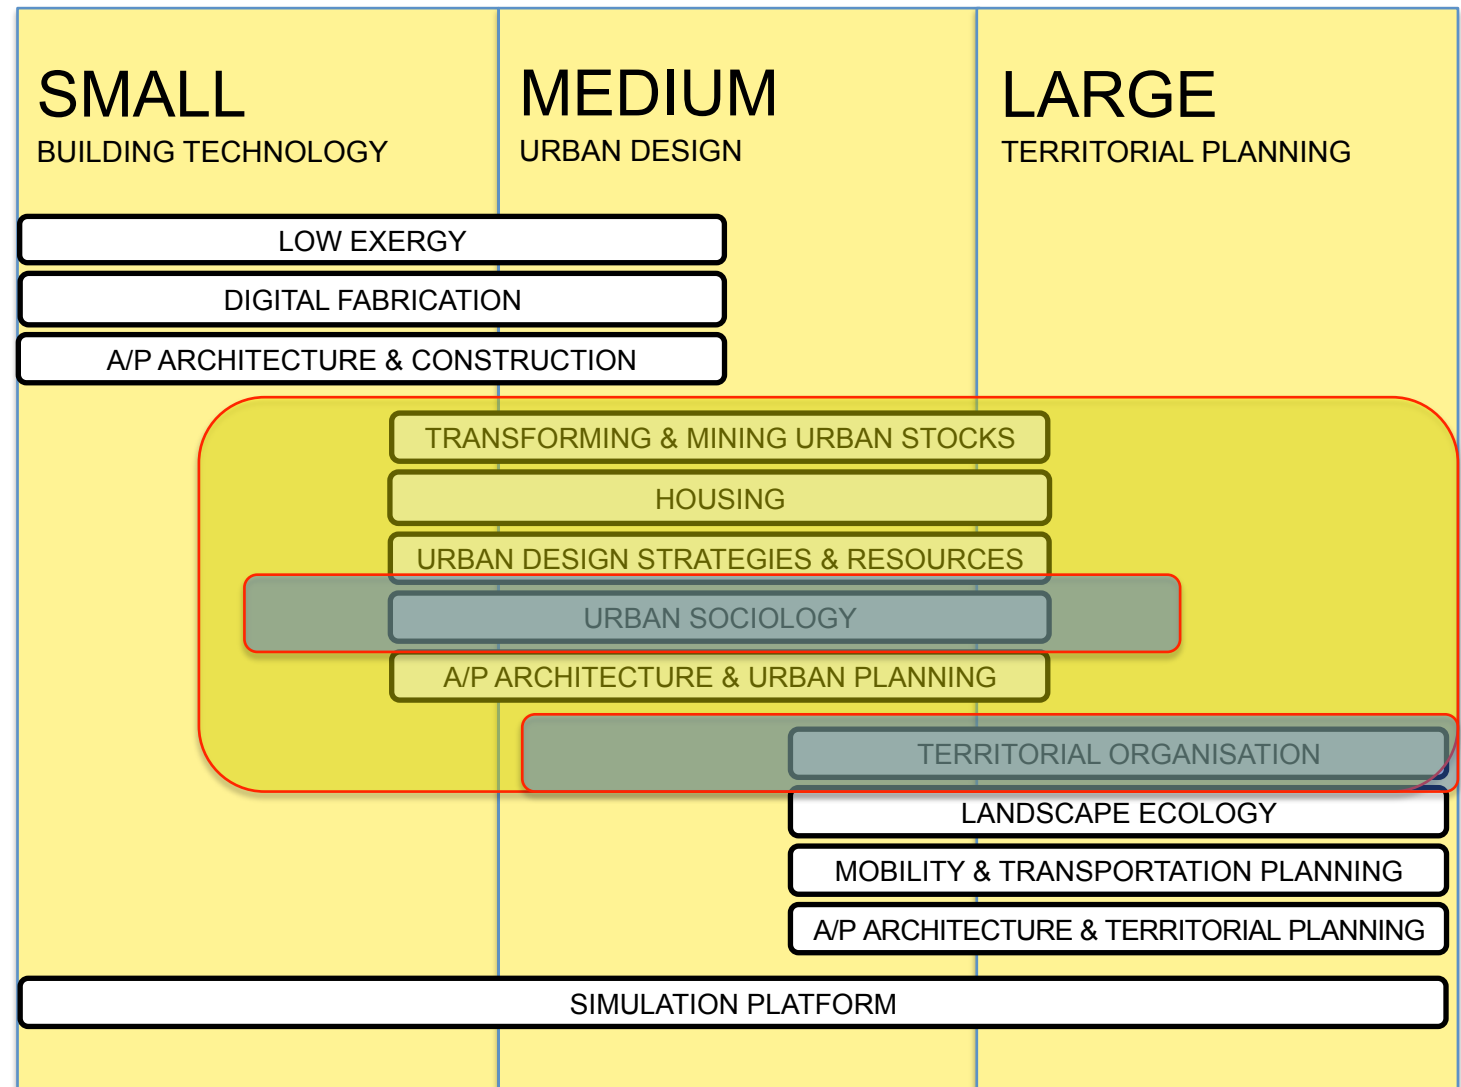 SMALL
BUILDING TECHNOLOGY
MEDIUM
URBAN DESIGN
LARGE
TERRITORIAL PLANNING
LOW EXERGY
DIGITAL FABRICATION
A/P ARCHITECTURE & CONSTRUCTION
TRANSFORMING & MINING URBAN STOCKS
HOUSING
URBAN DESIGN STRATEGIES & RESOURCES
URBAN SOCIOLOGY
A/P ARCHITECTURE & URBAN PLANNING
TERRITORIAL ORGANISATION
LANDSCAPE ECOLOGY
MOBILITY & TRANSPORTATION PLANNING
A/P ARCHITECTURE & TERRITORIAL PLANNING
SIMULATION PLATFORM